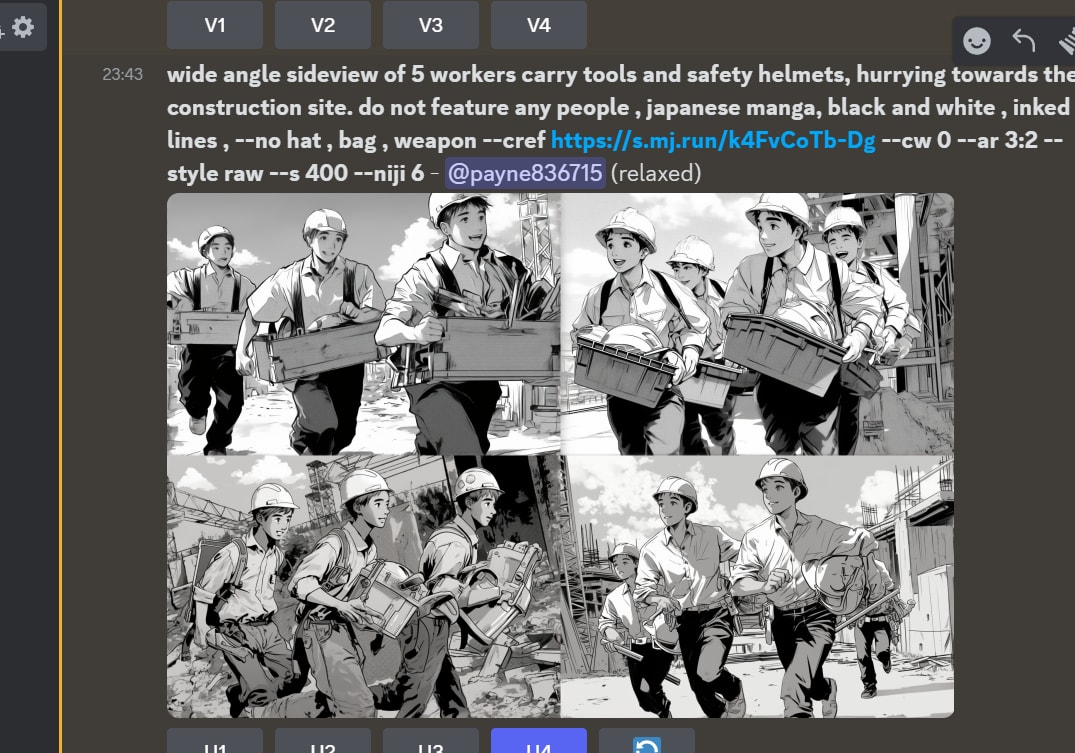 V1 V2 V3 V4
23:43 wide angle sideview of 5 workers carry tools and safety helmets, hurrying towards the
construction site. do not feature any people , japanese manga, black and white , inked
lines , --no hat , bag , weapon --cref https://s.mj.run/k4FvCoTb-Dg --cw 0 --ar 3:2 --
style raw --s 400 --niji 6 - @payne836715 (relaxed)
U1 U2 U3 U4